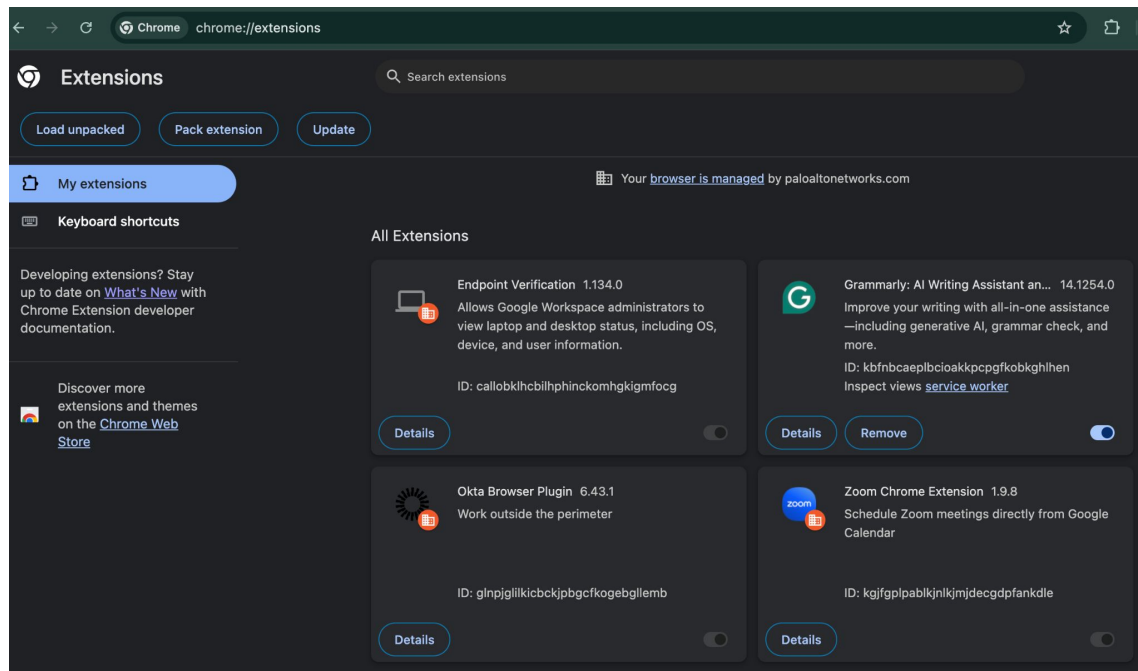 Chrome chrome://extensions
Extensions
Search extensions
Load unpacked Pack extension Update
My extensions
Keyboard shortcuts
Developing extensions? Stay
up to date on What's New with
Chrome Extension developer
documentation.
Discover more
extensions and themes
on the Chrome Web
Store
Your browser is managed by paloaltonetworks.com
All Extensions
Endpoint Verification 1.134.0
Allows Google Workspace administrators to
view laptop and desktop status, including OS,
device, and user information.
ID: callobklhcbilhphinckomhgkigmfocg
Details
Grammarly: AI Writing Assistant an... 14.1254.0
Improve your writing with all-in-one assistance
—including generative AI, grammar check, and
more.
ID: kbfnbcaeplbcioakkpcpgfkobkghlhen
Inspect views service worker
Details Remove
Okta Browser Plugin 6.43.1
Work outside the perimeter
ID: glnpjglilkicbckjpbgcfkogebgllemb
Details
zoom
Zoom Chrome Extension 1.9.8
Schedule Zoom meetings directly from Google
Calendar
ID: kgjfgplpablkjnlkjmjdecgdpfankdle
Details